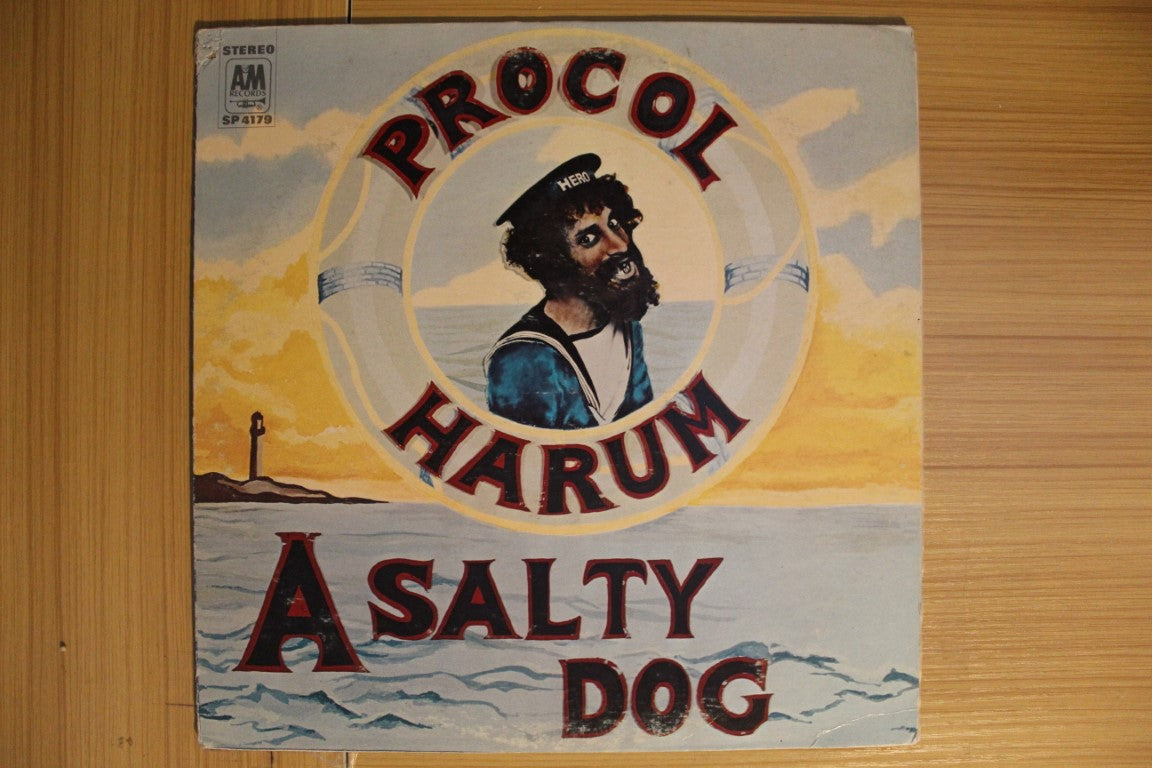 STEREO
A&M
RECORDS
SP 4179
PROCOL
HERO
HARUM
A SALTY
DOG